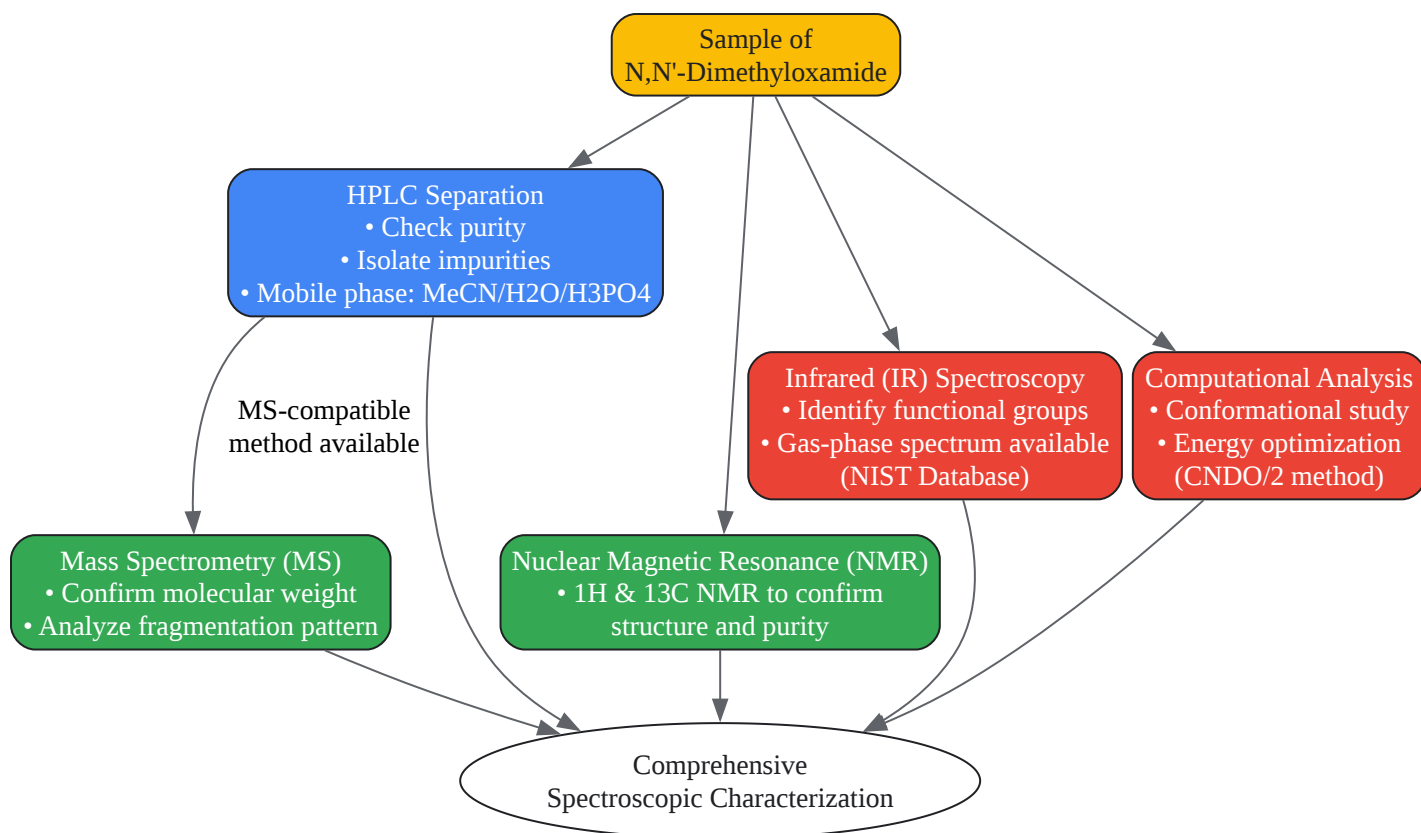 Sample of
N,N'-Dimethyloxamide
HPLC Separation
• Check purity
• Isolate impurities
• Mobile phase: MeCN/H2O/H3PO4
MS-compatible
method available
Infrared (IR) Spectroscopy
• Identify functional groups
• Gas-phase spectrum available
(NIST Database)
Computational Analysis
• Conformational study
• Energy optimization
(CNDO/2 method)
Mass Spectrometry (MS)
• Confirm molecular weight
• Analyze fragmentation pattern
Nuclear Magnetic Resonance (NMR)
• 1H & 13C NMR to confirm
structure and purity
Comprehensive
Spectroscopic Characterization